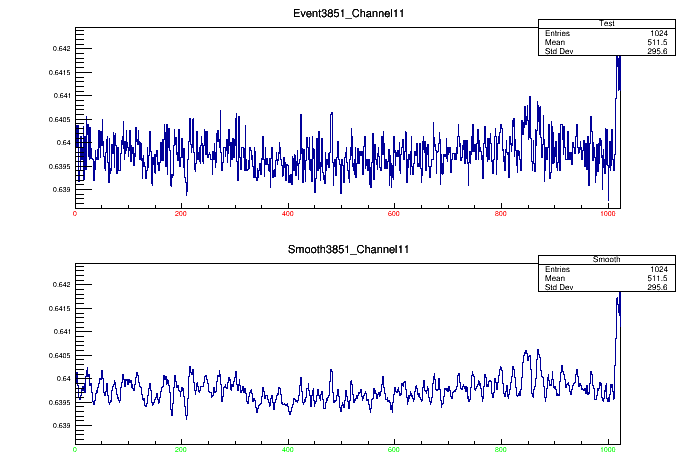 Event3851_Channel11
Test
Entries 1024
Mean 511.5
Std Dev 295.6
0.642
0.6415
0.641
0.6405
0.64
0.6395
0.639
0 200 400 600 800 1000
Smooth3851_Channel11
Smooth
Entries 1024
Mean 511.5
Std Dev 295.6
0.642
0.6415
0.641
0.6405
0.64
0.6395
0.639
0 200 400 600 800 1000